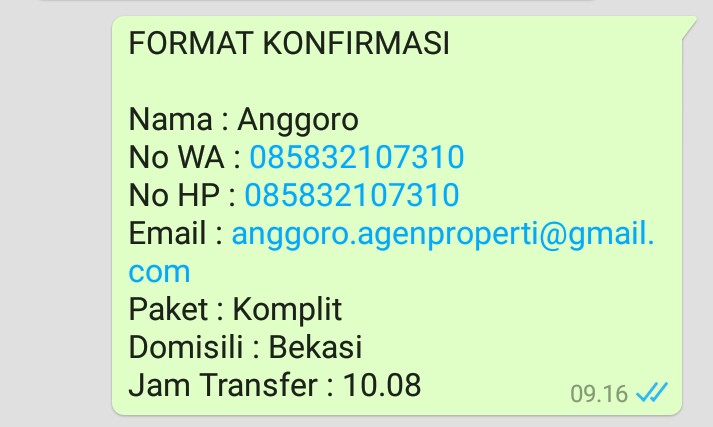 FORMAT KONFIRMASI
Nama : Anggoro
No WA : 085832107310
No HP : 085832107310
Email : anggoro.agenproperti@gmail.
com
Paket : Komplit
Domisili : Bekasi
Jam Transfer : 10.08
09.16